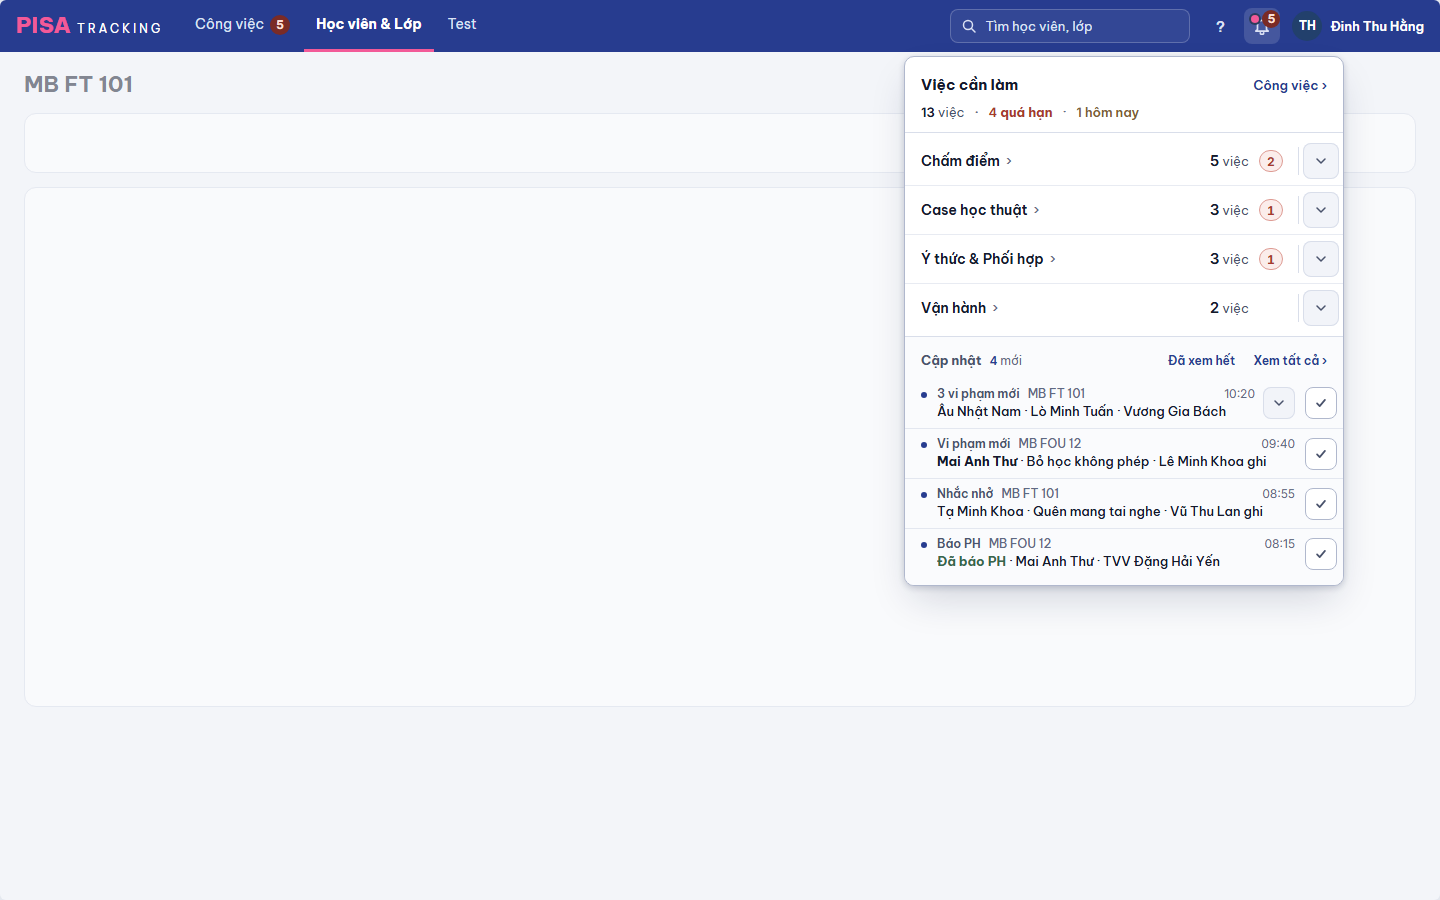 PISA TRACKING Công việc 5 Học viên & Lớp Test Tìm học viên, lớp ? 5 TH Đinh Thu Hằng
MB FT 101
Việc cần làm Công việc ›
13 việc · 4 quá hạn · 1 hôm nay
Chấm điểm › 5 việc 2
Case học thuật › 3 việc 1
Ý thức & Phối hợp › 3 việc 1
Vận hành › 2 việc
Cập nhật 4 mới Đã xem hết Xem tất cả ›
3 vi phạm mới MB FT 101 10:20
Âu Nhật Nam · Lò Minh Tuấn · Vương Gia Bách
Vi phạm mới MB FOU 12 09:40
Mai Anh Thư · Bỏ học không phép · Lê Minh Khoa ghi
Nhắc nhở MB FT 101 08:55
Tạ Minh Khoa · Quên mang tai nghe · Vũ Thu Lan ghi
Báo PH MB FOU 12 08:15
Đã báo PH · Mai Anh Thư · TVV Đặng Hải Yến